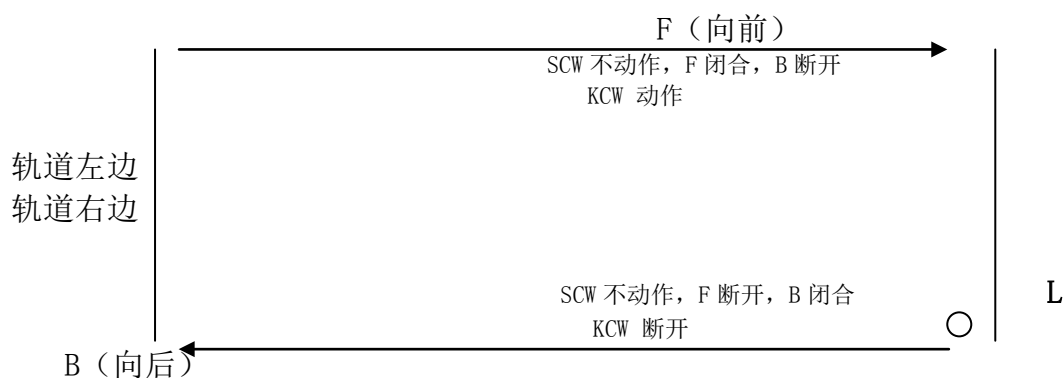 F（向前）
SCW 不动作，F 闭合，B 断开
KCW 动作
轨道左边
轨道右边
SCW 不动作，F 断开，B 闭合
L
KCW 断开
B（向后）